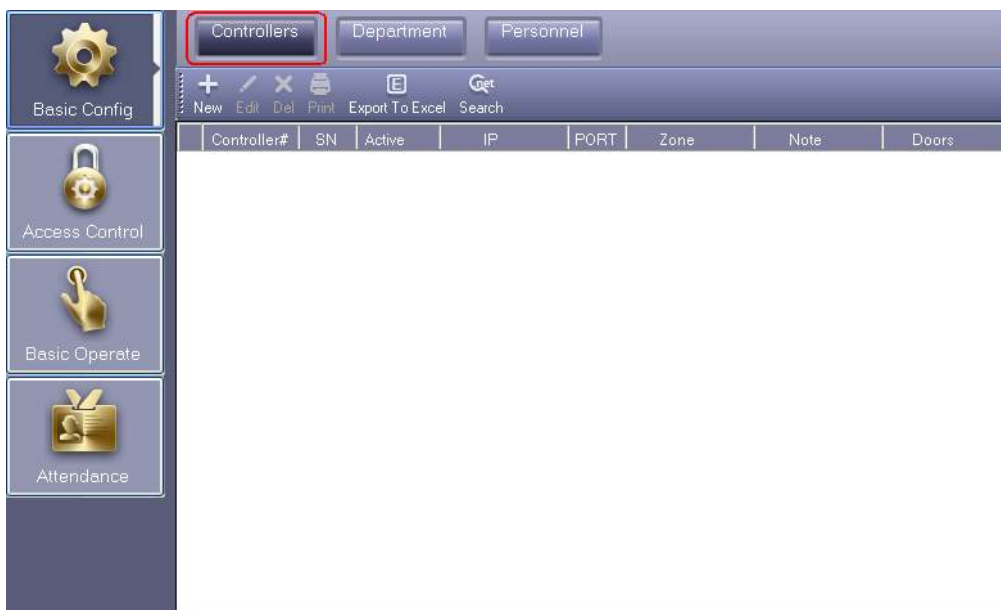 Controllers Department Personnel
New Edit Del Print Export To Excel Search
Controller# SN Active IP PORT Zone Note Doors
Basic Config
Access Control
Basic Operate
Attendance